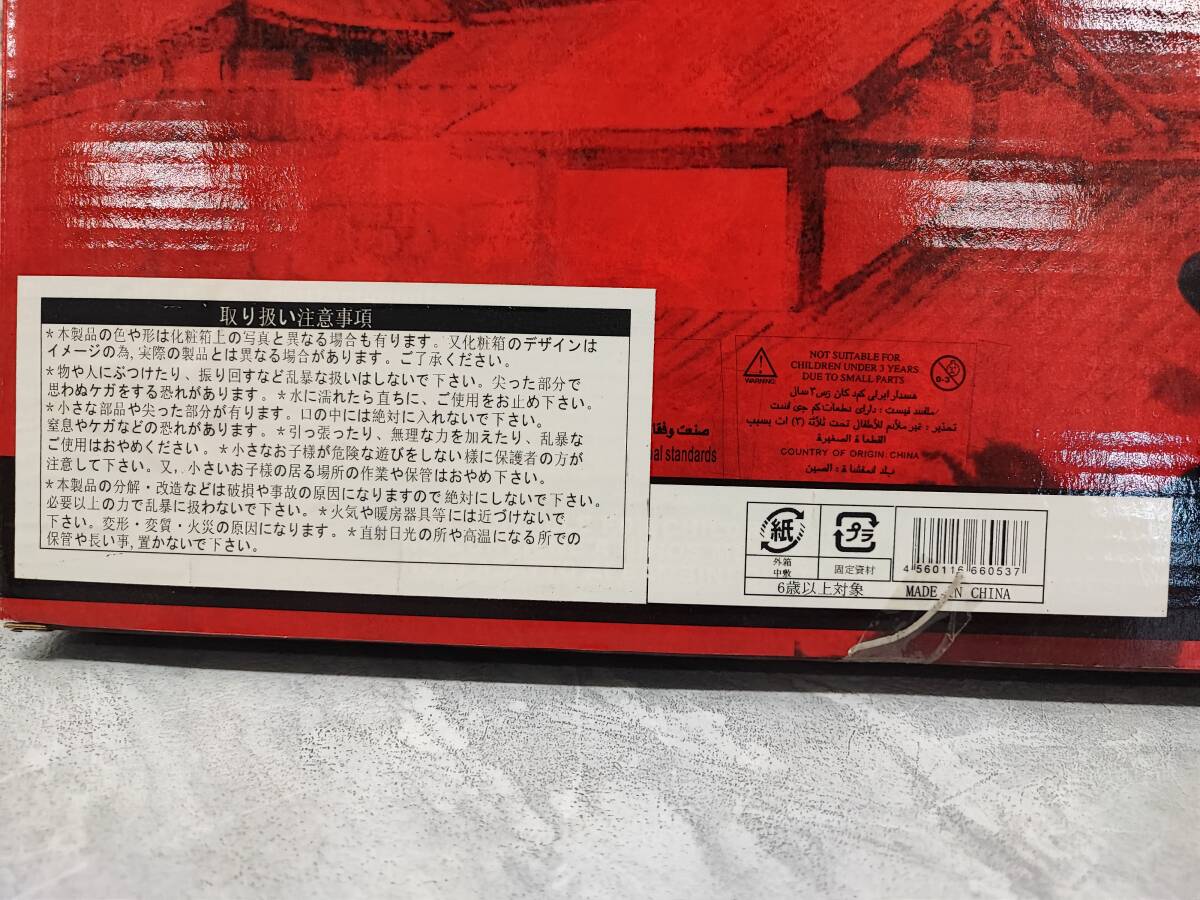 取り扱い注意事項
*本製品の色や形は化粧箱上の写真と異なる場合も有ります。又化粧箱のデザインは
イメージの為,実際の製品とは異なる場合があります。ご了承ください。
*物や人にぶつけたり、振り回すなど乱暴な扱いはしないで下さい。尖った部分で
思わぬケガをする恐れがあります。*水に濡れたら直ちに、ご使用をお止め下さい。
*小さな部品や尖った部分が有ります。口の中には絶対に入れないで下さい。
窒息やケガなどの恐れがあります。*引っ張ったり、無理な力を加えたり、乱暴な
ご使用はおやめください。*小さなお子様が危険な遊びをしない様に保護者の方が
注意して下さい。又,小さいお子様の居る場所の作業や保管はおやめ下さい。
*本製品の分解・改造などは破損や事故の原因になりますので絶対にしないで下さい。
必要以上の力で乱暴に扱わないで下さい。*火気や暖房器具等には近づけないで
下さい。変形・変質・火災の原因になります。*直射日光の所や高温になる所での
保管や長い事,置かないで下さい。
صنعت وفقا
al standards
WARNING
NOT SUITABLE FOR
CHILDREN UNDER 3 YEARS
DUE TO SMALL PARTS
0-3
تحذير: غير ملائم للأطفال تحت ثلاثة (٣) ات بسبب
القطعة الصغيرة
COUNTRY OF ORIGIN: CHINA
紙
外箱
中敷
プラ
固定資材
6歳以上対象
4 560116 660537
MADE IN CHINA